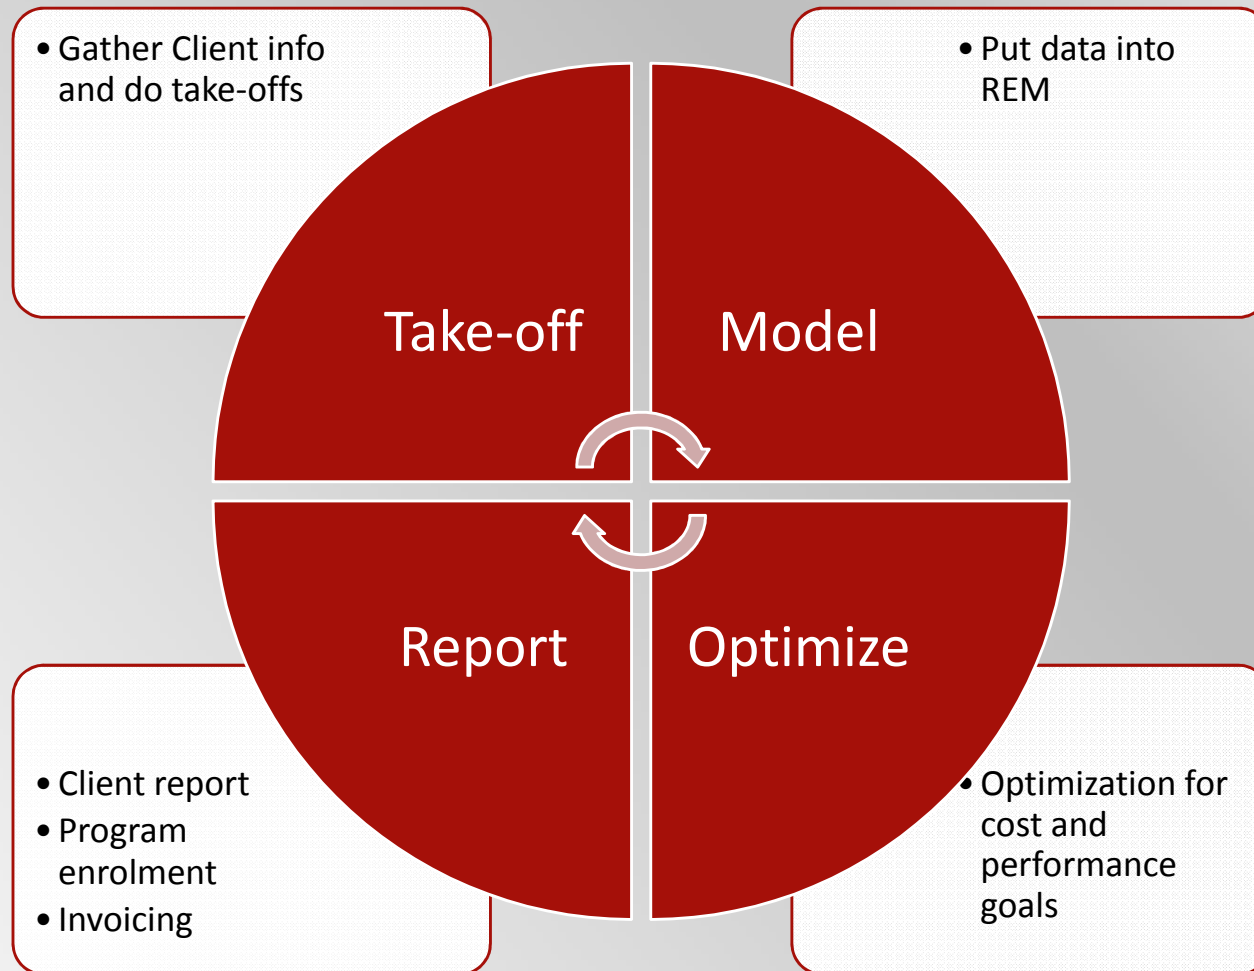 • Gather Client info
and do take-offs
• Put data into
REM
Take-off
Model
Report
Optimize
• Client report
• Program
enrolment
• Invoicing
• Optimization for
cost and
performance
goals